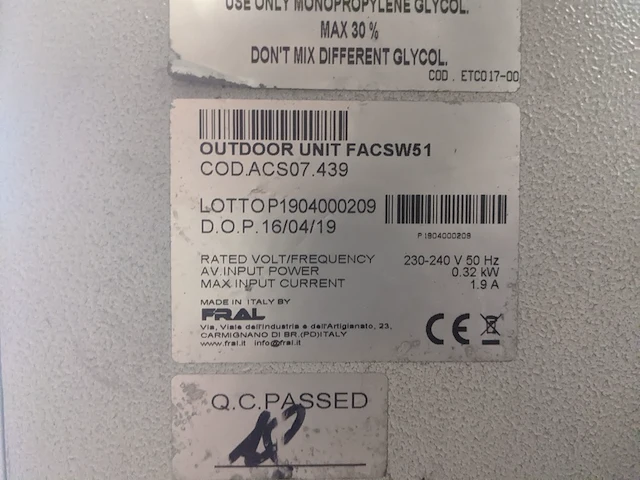 USE ONLY MONOPROPYLENE GLYCOL.
MAX 30 %
DON'T MIX DIFFERENT GLYCOL.
COD . ETC017-00
OUTDOOR UNIT FACSW51
COD.ACS07.439
LOTTO P1904000209
P1904000209
D.O.P. 16/04/19
RATED VOLT/FREQUENCY 230-240 V 50 Hz
AV.INPUT POWER 0.32 kW
MAX INPUT CURRENT 1.9 A
MADE IN ITALY BY
FRAL
Via, Viale dell'Industria e dell'Artigianato, 23,
CARMIGNANO DI BR.(PD)ITALY
www.fral.it info@fral.it
CE
Q.C.PASSED